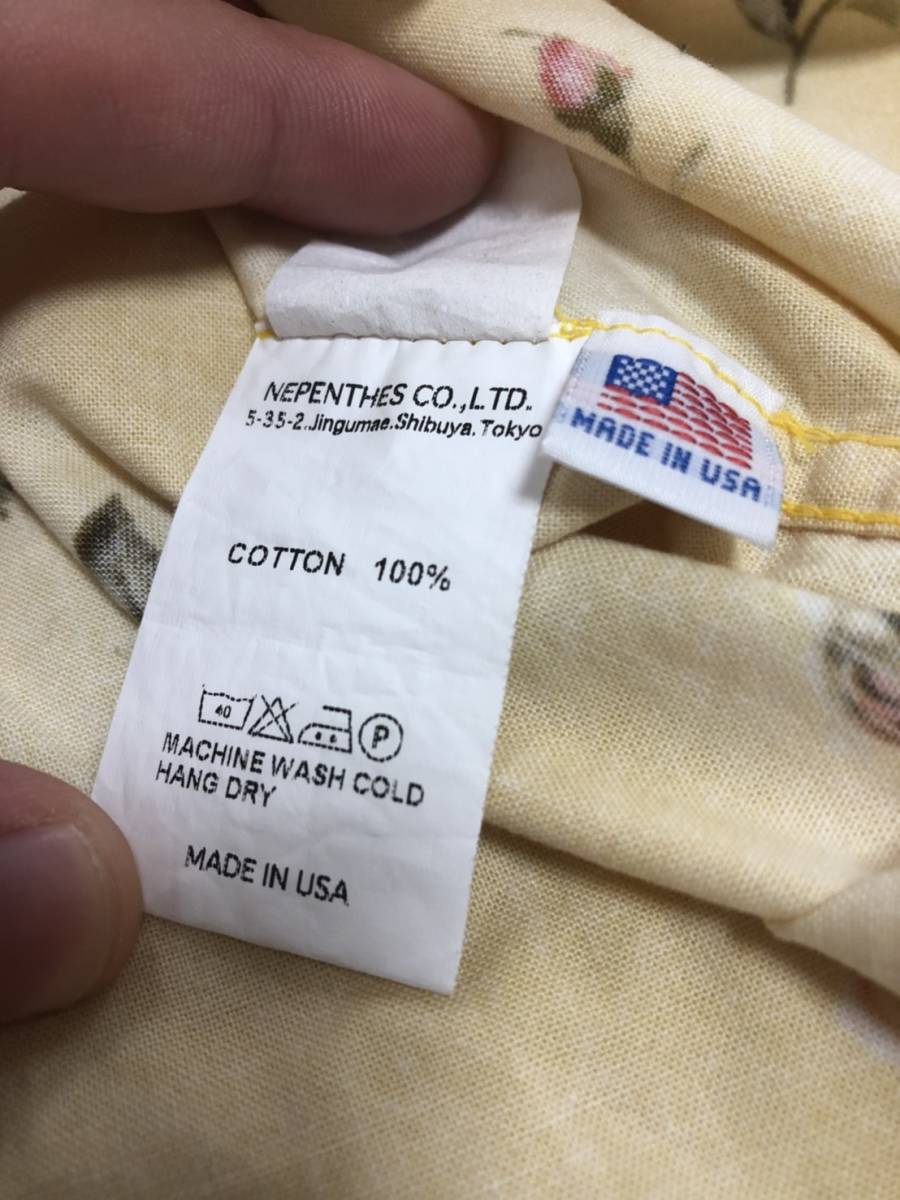 NEPENTHES CO.,LTD.
5-35-2.Jingumae.Shibuya.Tokyo
MADE IN USA
COTTON 100%
40
P
MACHINE WASH COLD
HANG DRY
MADE IN USA